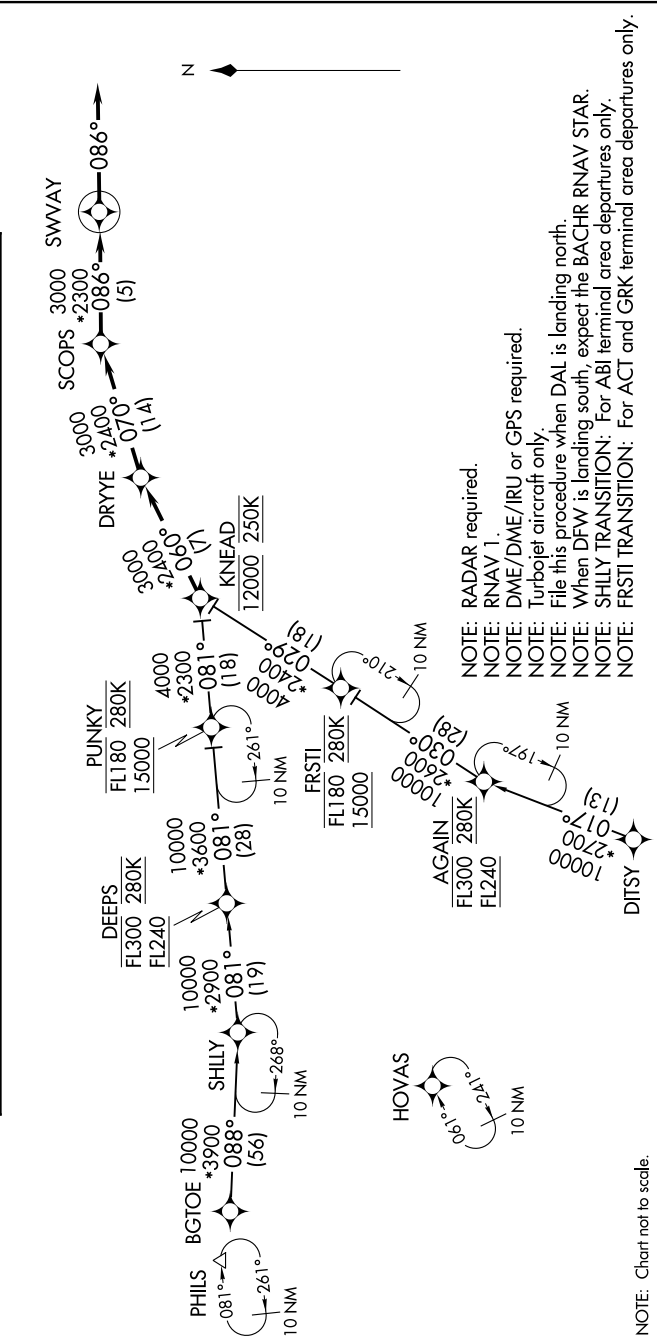 N
SWVAY
086°
3000
*2300
086°
(5)
SCOPS
3000
*2400
070°
(14)
DRYYE
3000
*2400
060°
(7)
KNEAD
12000 250K
4000
*2300
081°
(18)
PUNKY
FL180 280K
15000
261°
10 NM
10000
*3600
081°
(28)
DEEPS
FL300 280K
FL240
10000
*2900
081°
(19)
SHLLY
268°
10 NM
BGTOE
10000
*3900
088°
(56)
PHILS
081°
261°
10 NM
4000
*2400
029°
(18)
FRSTI
FL180 280K
15000
210°
10 NM
10000
*2600
030°
(28)
AGAIN
FL300 280K
FL240
197°
10 NM
10000
*2700
017°
(13)
DITSY
HOVAS
061°
241°
10 NM
NOTE: RADAR required.
NOTE: RNAV 1.
NOTE: DME/DME/IRU or GPS required.
NOTE: Turbojet aircraft only.
NOTE: File this procedure when DAL is landing north.
NOTE: When DFW is landing south, expect the BACHR RNAV STAR.
NOTE: SHLLY TRANSITION: For ABI terminal area departures only.
NOTE: FRSTI TRANSITION: For ACT and GRK terminal area departures only.
NOTE: Chart not to scale.